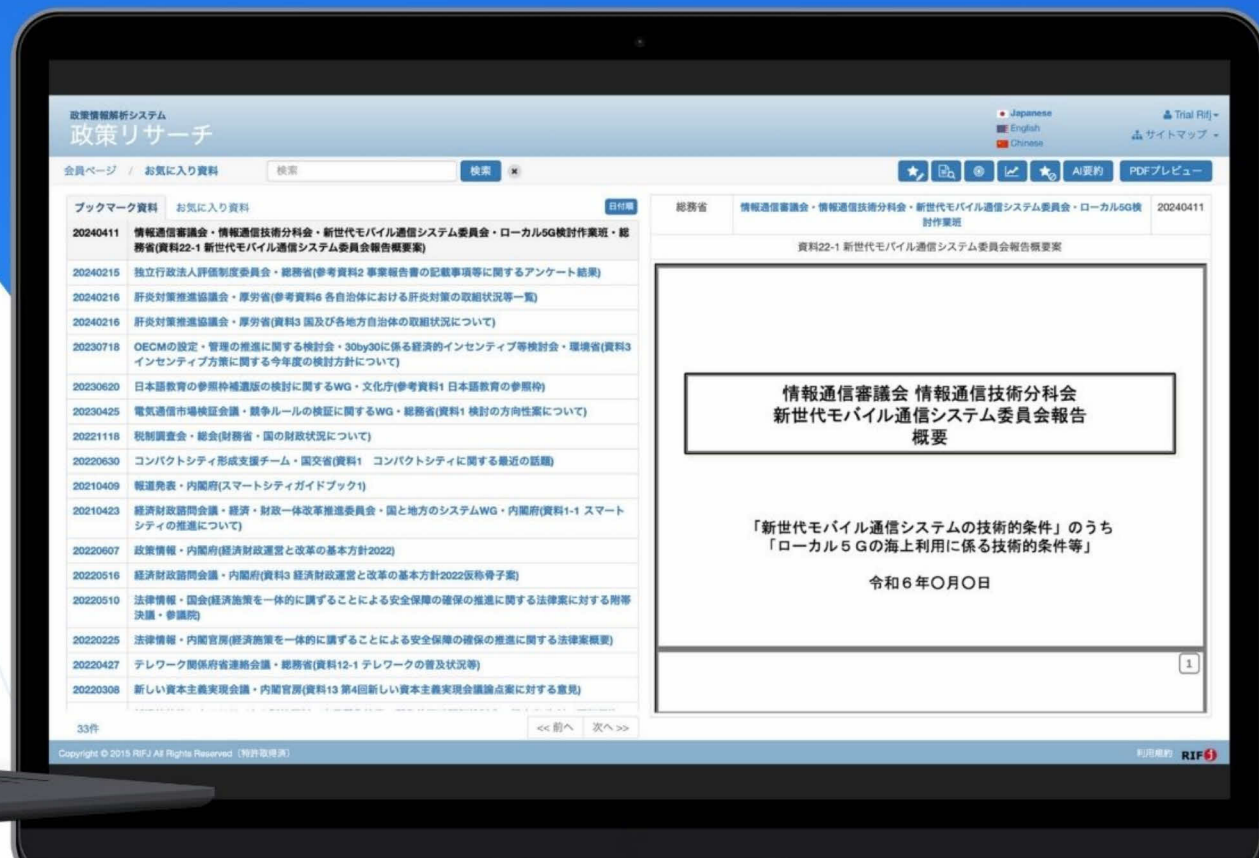 政策情報解析システム
政策リサーチ
Japanese
English
Chinese
Trial Rifj
サイトマップ
会員ページ / お気に入り資料
検索
検索
AI要約
PDFプレビュー
ブックマーク資料
お気に入り資料
日付順
20240411 情報通信審議会・情報通信技術分科会・新世代モバイル通信システム委員会・ローカル5G検討作業班・総
務省(資料22-1 新世代モバイル通信システム委員会報告概要案)
20240215 独立行政法人評価制度委員会・総務省(参考資料2 事業報告書の記載事項等に関するアンケート結果)
20240216 肝炎対策推進協議会・厚労省(参考資料6 各自治体における肝炎対策の取組状況等一覧)
20240216 肝炎対策推進協議会・厚労省(資料3 国及び各地方自治体の取組状況について)
20230718 OECMの設定・管理の推進に関する検討会・30by30に係る経済的インセンティブ等検討会・環境省(資料3
インセンティブ方策に関する今年度の検討方針について)
20230620 日本語教育の参照枠補遺版の検討に関するWG・文化庁(参考資料1 日本語教育の参照枠)
20230425 電気通信市場検証会議・競争ルールの検証に関するWG・総務省(資料1 検討の方向性案について)
20221118 税制調査会・総会(財務省・国の財政状況について)
20220630 コンパクトシティ形成支援チーム・国交省(資料1 コンパクトシティに関する最近の話題)
20210409 報道発表・内閣府(スマートシティガイドブック1)
20210423 経済財政諮問会議・経済・財政一体改革推進委員会・国と地方のシステムWG・内閣府(資料1-1 スマート
シティの推進について)
20220607 政策情報・内閣府(経済財政運営と改革の基本方針2022)
20220516 経済財政諮問会議・内閣府(資料3 経済財政運営と改革の基本方針2022仮称骨子案)
20220510 法律情報・国会(経済施策を一体的に講ずることによる安全保障の確保の推進に関する法律案に対する附帯
決議・参議院)
20220225 法律情報・内閣官房(経済施策を一体的に講ずることによる安全保障の確保の推進に関する法律案概要)
20220427 テレワーク関係府省連絡会議・総務省(資料12-1 テレワークの普及状況等)
20220308 新しい資本主義実現会議・内閣官房(資料13 第4回新しい資本主義実現会議論点案に対する意見)
33件
<< 前へ 次へ >>
総務省
情報通信審議会・情報通信技術分科会・新世代モバイル通信システム委員会・ローカル5G検
討作業班
20240411
資料22-1 新世代モバイル通信システム委員会報告概要案
情報通信審議会 情報通信技術分科会
新世代モバイル通信システム委員会報告
概要
「新世代モバイル通信システムの技術的条件」のうち
「ローカル5Gの海上利用に係る技術的条件等」
令和6年〇月〇日
1
Copyright © 2015 RIFJ All Rights Reserved〔特許取得済〕
利用規約
RIFJ